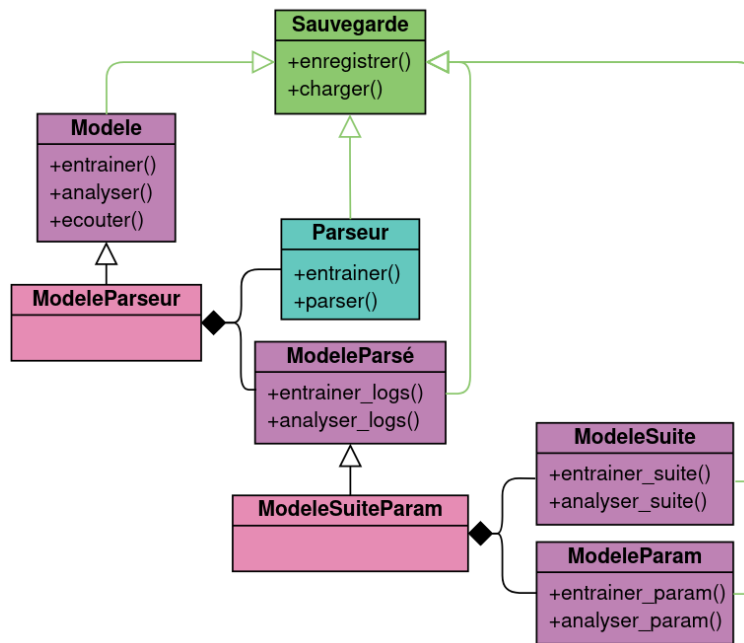 Sauvegarde
+enregistrer()
+charger()
Modele
+entrainer()
+analyser()
+ecouter()
Parseur
+entrainer()
+parser()
ModeleParseur
ModeleParsé
+entrainer_logs()
+analyser_logs()
ModeleSuite
+entrainer_suite()
+analyser_suite()
ModeleSuiteParam
ModeleParam
+entrainer_param()
+analyser_param()